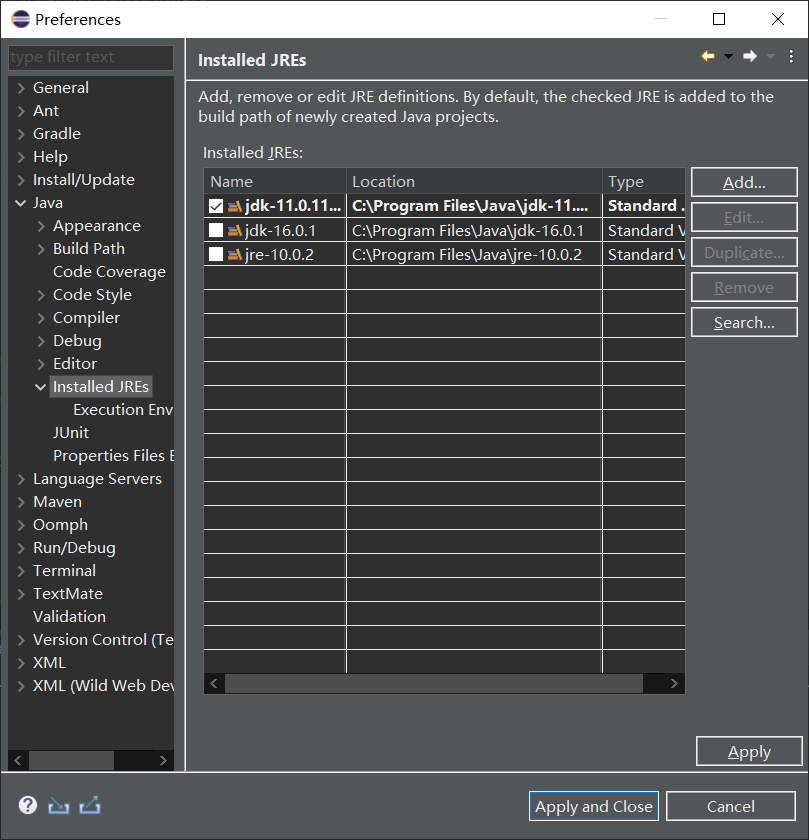 Preferences
type filter text
General
Ant
Gradle
Help
Install/Update
Java
Appearance
Build Path
Code Coverage
Code Style
Compiler
Debug
Editor
Installed JREs
Execution Env
JUnit
Properties Files E
Language Servers
Maven
Oomph
Run/Debug
Terminal
TextMate
Validation
Version Control (Te
XML
XML (Wild Web Dev
Installed JREs
Add, remove or edit JRE definitions. By default, the checked JRE is added to the
build path of newly created Java projects.
Installed JREs:
Name Location Type
jdk-11.0.11... C:\Program Files\Java\jdk-11.... Standard ...
jdk-16.0.1 C:\Program Files\Java\jdk-16.0.1 Standard V
jre-10.0.2 C:\Program Files\Java\jre-10.0.2 Standard V
Add...
Edit...
Duplicate...
Remove
Search...
Apply
Apply and Close
Cancel